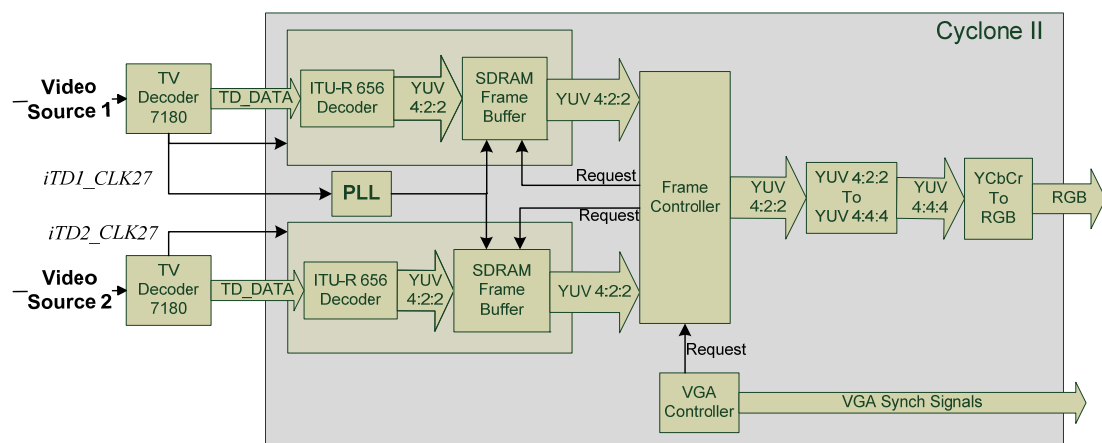 Cyclone II
Video
Source 1
TV
Decoder
7180
TD_DATA
ITU-R 656
Decoder
YUV
4:2:2
SDRAM
Frame
Buffer
YUV 4:2:2
iTD1_CLK27
PLL
Request
Request
Frame
Controller
YUV
4:2:2
YUV 4:2:2
To
YUV 4:4:4
YUV
4:4:4
YCbCr
To
RGB
RGB
iTD2_CLK27
Video
Source 2
TV
Decoder
7180
TD_DATA
ITU-R 656
Decoder
YUV
4:2:2
SDRAM
Frame
Buffer
YUV 4:2:2
Request
VGA
Controller
VGA Synch Signals